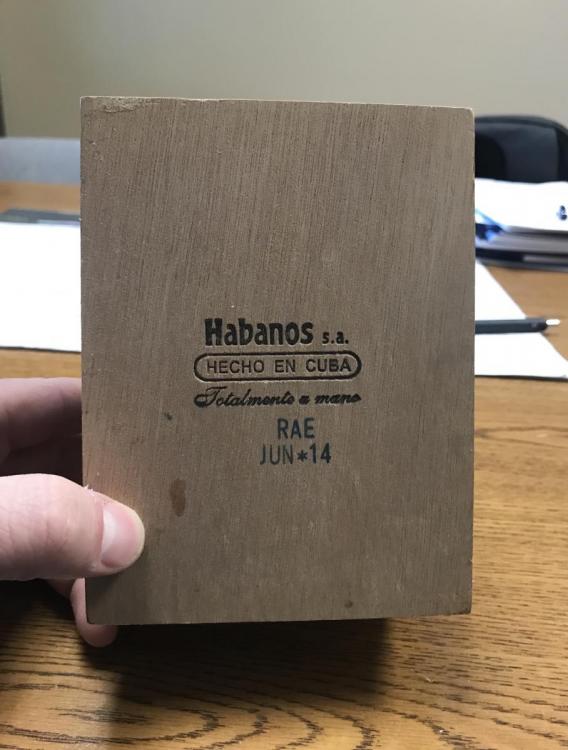 Habanos s.a.
HECHO EN CUBA
Totalmente a mano
RAE
JUN*14